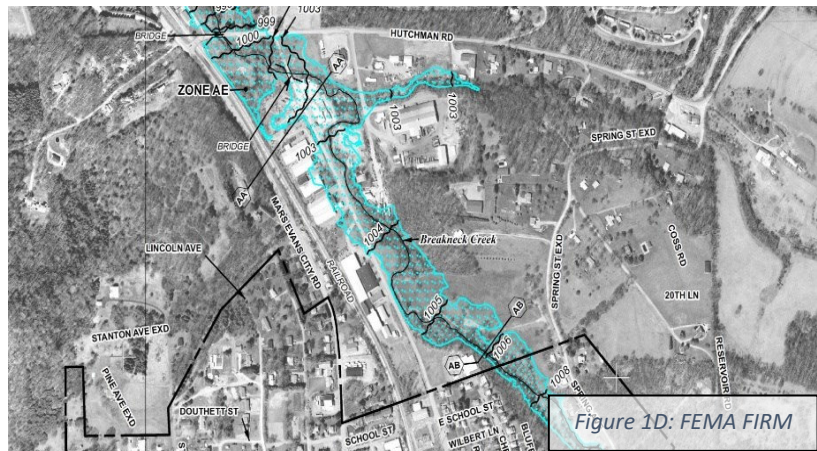 1003
999
1000
BRIDGE
HUTCHMAN RD
AA
ZONE AE
1003
1003
BRIDGE
1003
SPRING ST EXD
AA
MARS EVANS CITY RD
1004
Breakneck Creek
LINCOLN AVE
RAILROAD
COSS RD
SPRING ST EXD
20TH LN
STANTON AVE EXD
1005
AB
1006
RESERVOIR RD
AB
PINE AVE EXD
1008
DOUTHETT ST
E SCHOOL ST
SCHOOL ST
WILBERT LN
Figure 1D: FEMA FIRM